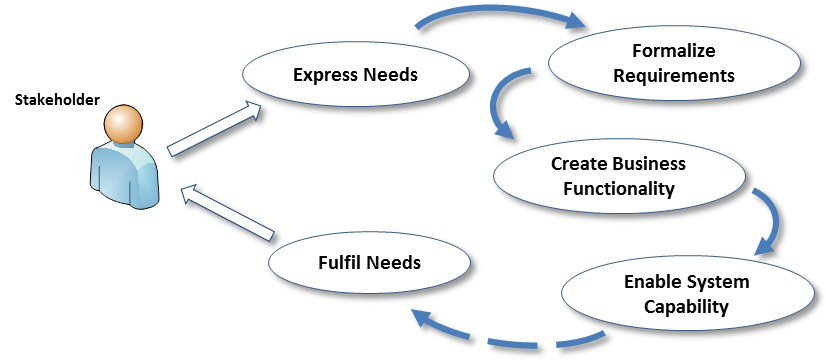 Stakeholder
Express Needs
Formalize
Requirements
Create Business
Functionality
Enable System
Capability
Fulfil Needs